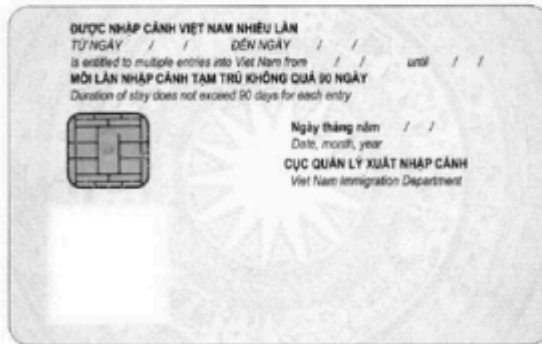 ĐƯỢC NHẬP CẢNH VIỆT NAM NHIỀU LẦN
TỪ NGÀY / / ĐẾN NGÀY / /
Is entitled to multiple entries into Viet Nam from / / until / /
MỖI LẦN NHẬP CẢNH TẠM TRÚ KHÔNG QUÁ 90 NGÀY
Duration of stay does not exceed 90 days for each entry
Ngày tháng năm / /
Date, month, year
CỤC QUẢN LÝ XUẤT NHẬP CẢNH
Viet Nam Immigration Department